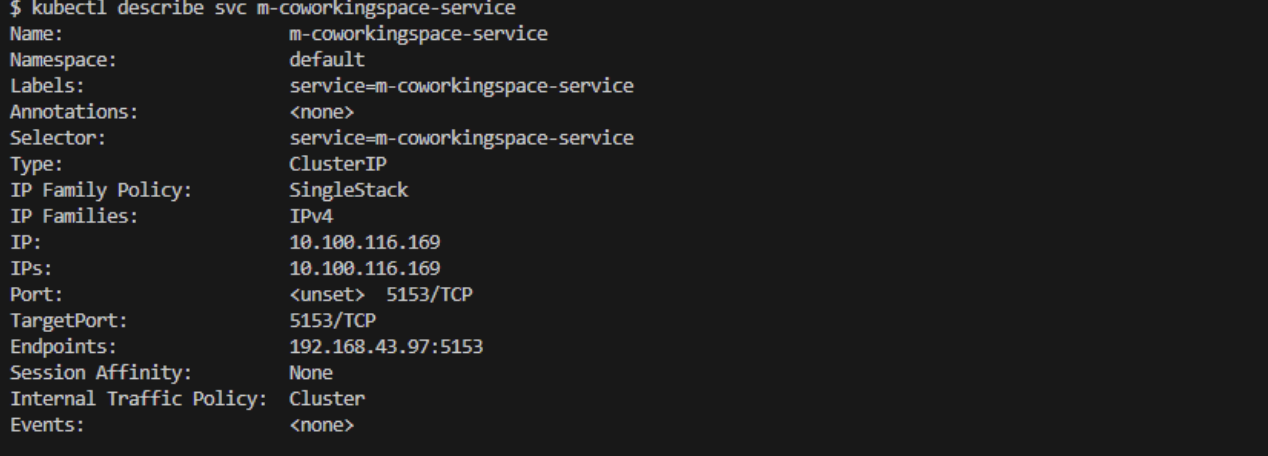 $ kubectl describe svc m-coworkingspace-service
Name:                     m-coworkingspace-service
Namespace:                default
Labels:                   service=m-coworkingspace-service
Annotations:              <none>
Selector:                 service=m-coworkingspace-service
Type:                     ClusterIP
IP Family Policy:         SingleStack
IP Families:              IPv4
IP:                       10.100.116.169
IPs:                      10.100.116.169
Port:                     <unset>  5153/TCP
TargetPort:               5153/TCP
Endpoints:                192.168.43.97:5153
Session Affinity:         None
Internal Traffic Policy:  Cluster
Events:                   <none>